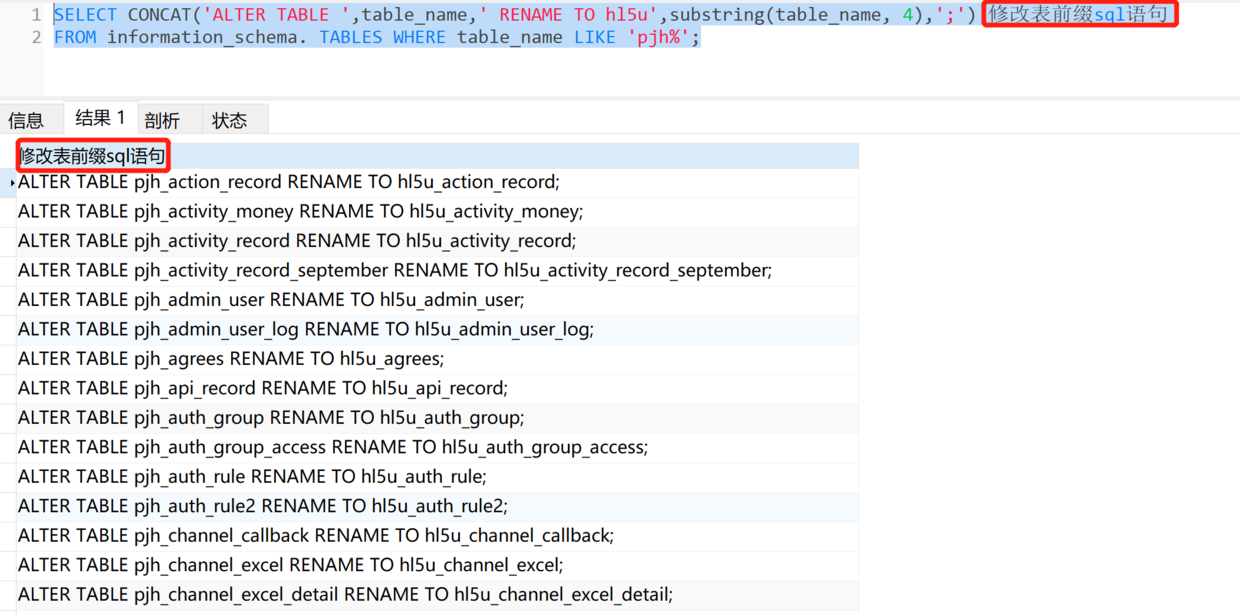 1 SELECT CONCAT('ALTER TABLE ',table_name,' RENAME TO hl5u',substring(table_name, 4),';') 修改表前缀sql语句
2 FROM information_schema. TABLES WHERE table_name LIKE 'pjh%';
信息 结果 1 剖析 状态
修改表前缀sql语句
ALTER TABLE pjh_action_record RENAME TO hl5u_action_record;
ALTER TABLE pjh_activity_money RENAME TO hl5u_activity_money;
ALTER TABLE pjh_activity_record RENAME TO hl5u_activity_record;
ALTER TABLE pjh_activity_record_september RENAME TO hl5u_activity_record_september;
ALTER TABLE pjh_admin_user RENAME TO hl5u_admin_user;
ALTER TABLE pjh_admin_user_log RENAME TO hl5u_admin_user_log;
ALTER TABLE pjh_agrees RENAME TO hl5u_agrees;
ALTER TABLE pjh_api_record RENAME TO hl5u_api_record;
ALTER TABLE pjh_auth_group RENAME TO hl5u_auth_group;
ALTER TABLE pjh_auth_group_access RENAME TO hl5u_auth_group_access;
ALTER TABLE pjh_auth_rule RENAME TO hl5u_auth_rule;
ALTER TABLE pjh_auth_rule2 RENAME TO hl5u_auth_rule2;
ALTER TABLE pjh_channel_callback RENAME TO hl5u_channel_callback;
ALTER TABLE pjh_channel_excel RENAME TO hl5u_channel_excel;
ALTER TABLE pjh_channel_excel_detail RENAME TO hl5u_channel_excel_detail;